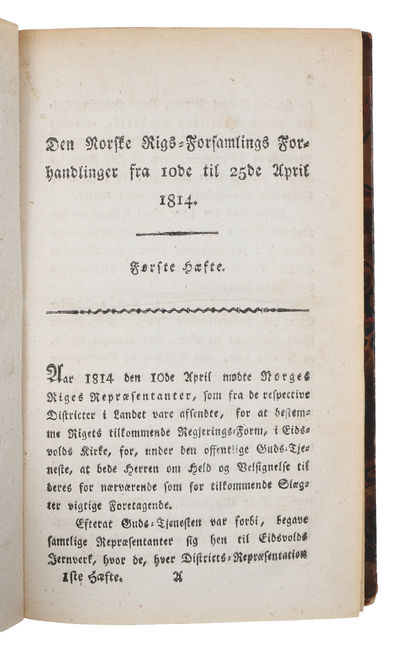 Den Norske Rigs-Forsamlings For-
handlinger fra 10de til 25de April
1814.
Første Hæfte.
Aar 1814 den 10de April mødte Norges
Riges Repræsentanter, som fra de respective
Districter i Landet vare afsendte, for at bestem-
me Rigets tilkommende Regjerings-Form, i Eids-
volds Kirke, for, under den offentlige Guds-Tje-
neste, at bede Herren om Held og Velsignelse til
deres for nærværende som for tilkommende Slæg-
ter vigtige Foretagende.
Efterat Guds-Tjenesten var forbi, begave
samtlige Repræsentanter sig hen til Eidsvolds
Jernverk, hvor de, hver Districts-Repræsentation
1ste Hæfte. A